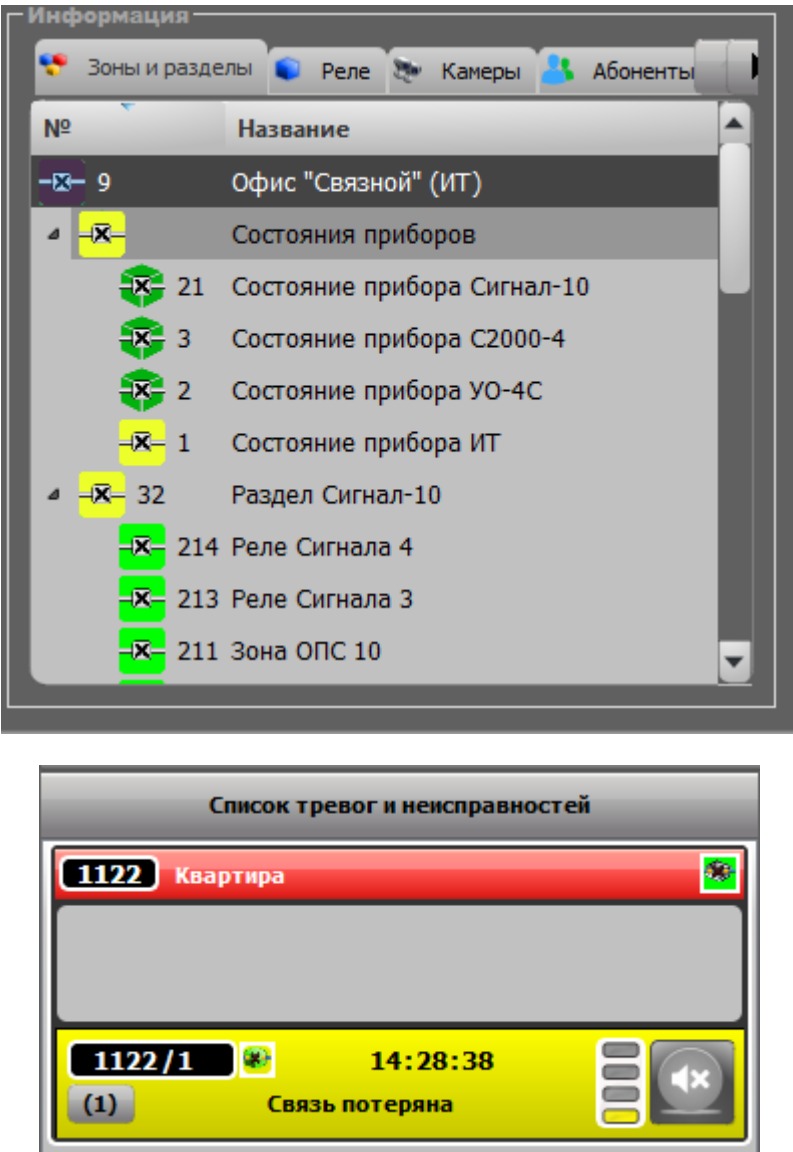 Информация
Зоны и разделы Реле Камеры Абоненты
№ Название
9 Офис "Связной" (ИТ)
Состояния приборов
21 Состояние прибора Сигнал-10
3 Состояние прибора С2000-4
2 Состояние прибора УО-4С
1 Состояние прибора ИТ
32 Раздел Сигнал-10
214 Реле Сигнала 4
213 Реле Сигнала 3
211 Зона ОПС 10
Список тревог и неисправностей
1122 Квартира
1122/1 14:28:38
(1) Связь потеряна